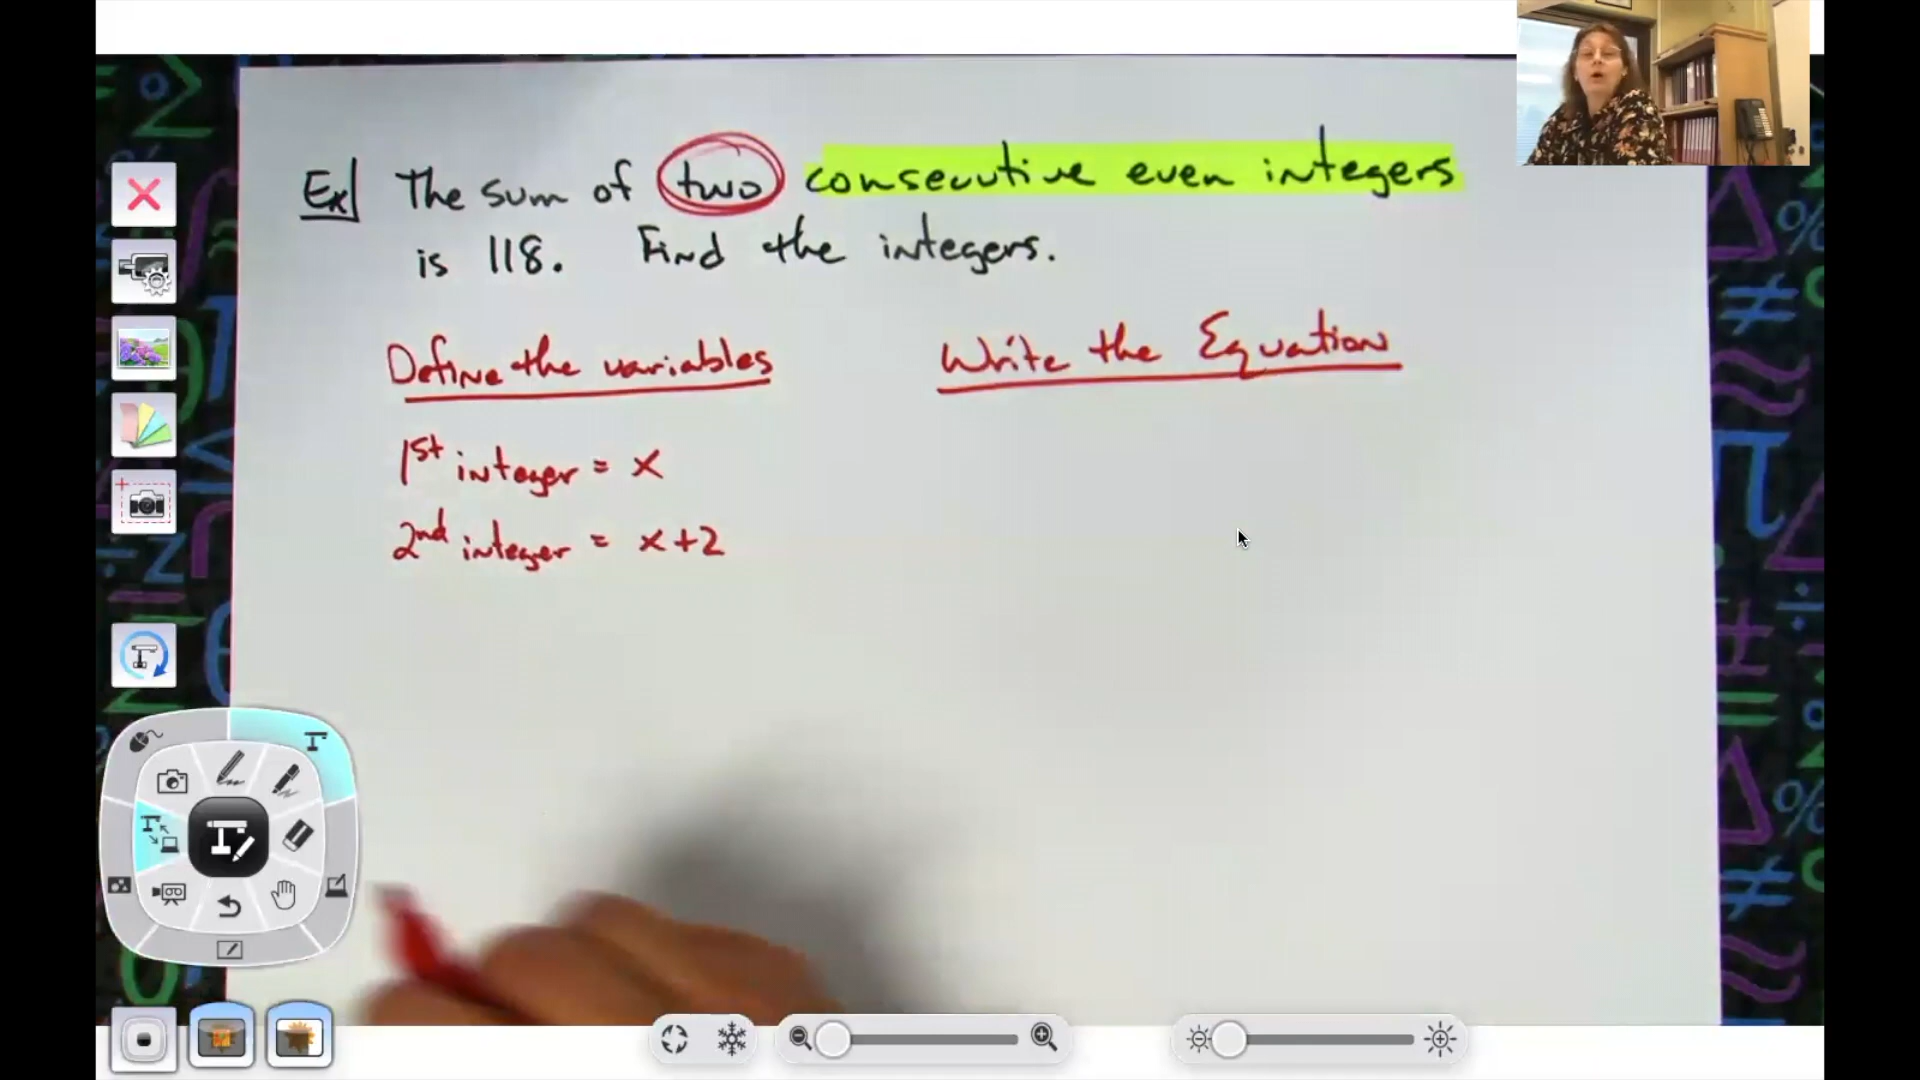 Ex| The sum of two consecutive even integers
is 118. Find the integers.
Define the variables
Write the Equation
1st integer = x
2nd integer = x+2